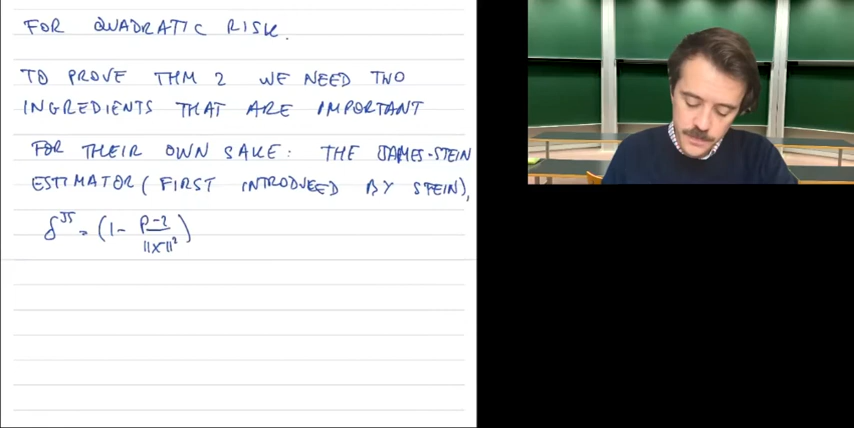 FOR QUADRATIC RISK.
TO PROVE THM 2 WE NEED TWO
INGREDIENTS THAT ARE IMPORTANT
FOR THEIR OWN SAKE: THE JAMES-STEIN
ESTIMATOR (FIRST INTRODUCED BY STEIN),
δ^JS = (1 - p-2/||X||²)